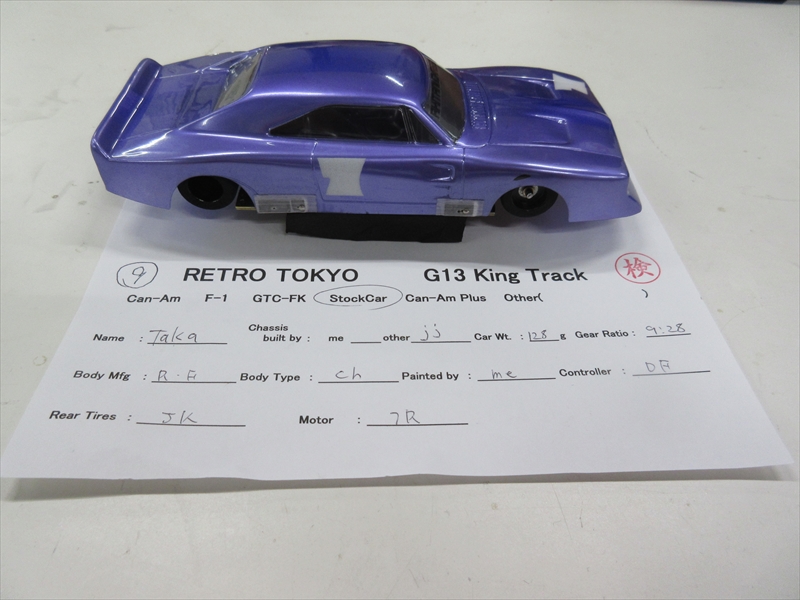 9 RETRO TOKYO G13 King Track 検
Can-Am F-1 GTC-FK StockCar Can-Am Plus Other( )
Name : Taka Chassis built by : me ___ other jj Car Wt. : 128 g Gear Ratio : 9:28
Body Mfg : R.F Body Type : ch Painted by : me Controller : DF
Rear Tires : JK Motor : 7R